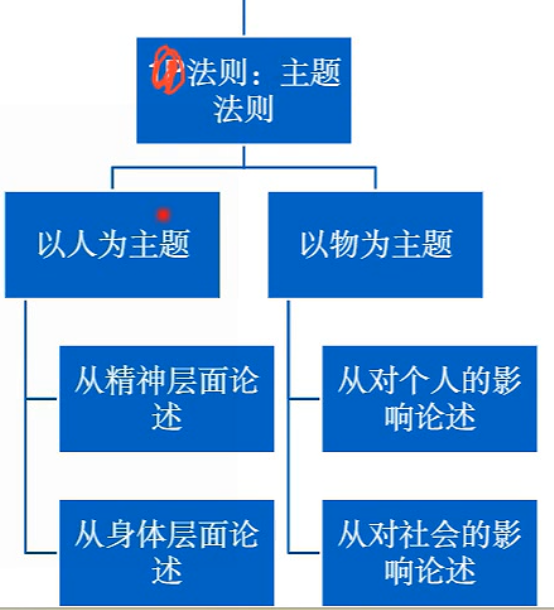 法则：主题
法则
以人为主题
以物为主题
从精神层面论
述
从对个人的影
响论述
从身体层面论
述
从对社会的影
响论述